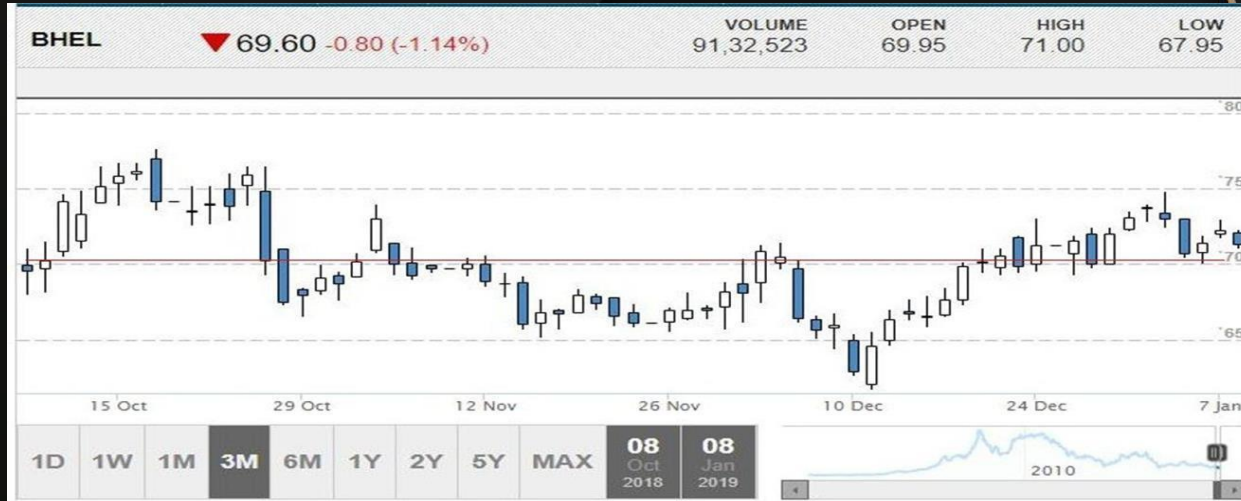 BHEL
▼ 69.60 -0.80 (-1.14%)
VOLUME
91,32,523
OPEN
69.95
HIGH
71.00
LOW
67.95
`80
`75
`70
`65
15 Oct 29 Oct 12 Nov 26 Nov 10 Dec 24 Dec 7 Jan
1D 1W 1M 3M 6M 1Y 2Y 5Y MAX
08
Oct
2018
08
Jan
2019
2010